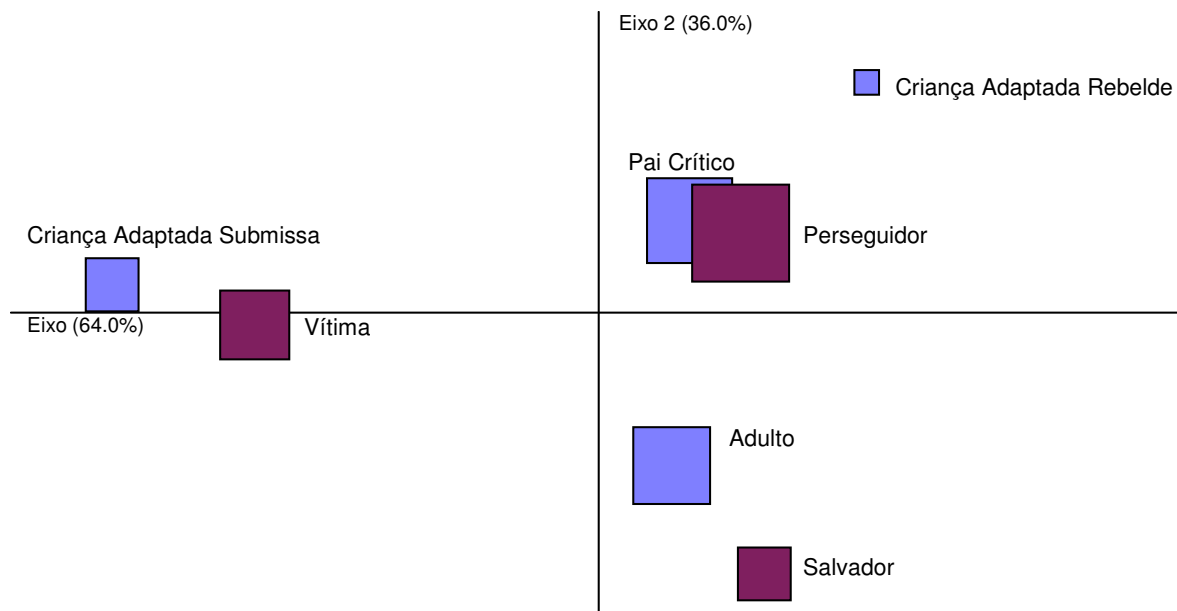 Eixo 2 (36.0%)
Criança Adaptada Rebelde
Pai Crítico
Criança Adaptada Submissa
Perseguidor
Eixo (64.0%)
Vítima
Adulto
Salvador